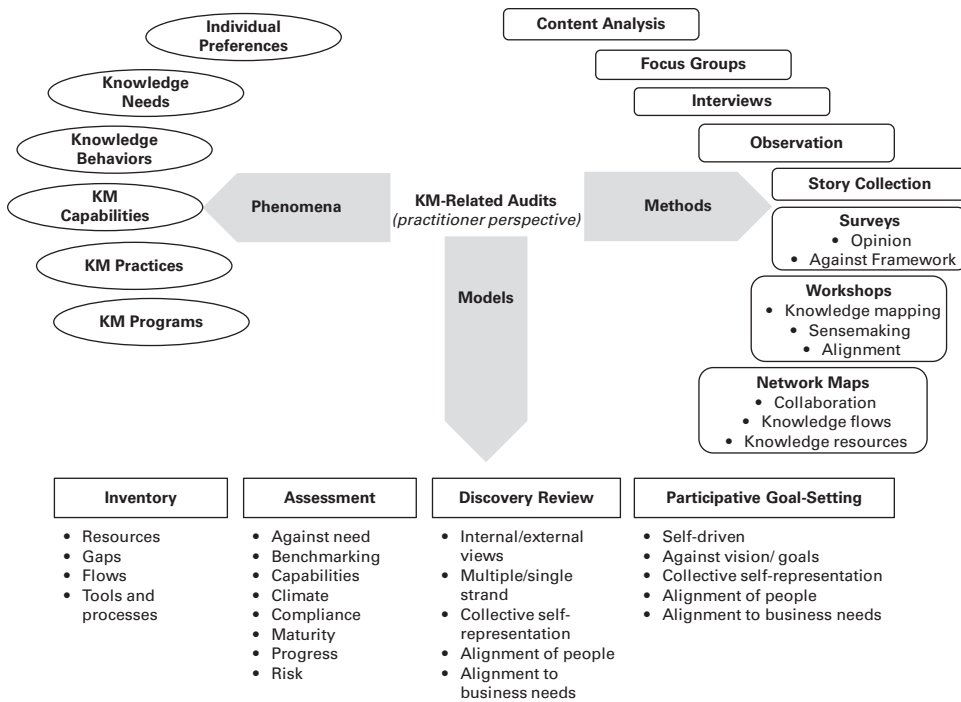 Individual
Preferences
Knowledge
Needs
Knowledge
Behaviors
KM
Capabilities
KM Practices
KM Programs
Phenomena
KM-Related Audits
(practitioner perspective)
Methods
Models
Content Analysis
Focus Groups
Interviews
Observation
Story Collection
Surveys
• Opinion
• Against Framework
Workshops
• Knowledge mapping
• Sensemaking
• Alignment
Network Maps
• Collaboration
• Knowledge flows
• Knowledge resources
Inventory
• Resources
• Gaps
• Flows
• Tools and
processes
Assessment
• Against need
• Benchmarking
• Capabilities
• Climate
• Compliance
• Maturity
• Progress
• Risk
Discovery Review
• Internal/external
views
• Multiple/single
strand
• Collective self-
representation
• Alignment of people
• Alignment to
business needs
Participative Goal-Setting
• Self-driven
• Against vision/ goals
• Collective self-representation
• Alignment of people
• Alignment to business needs